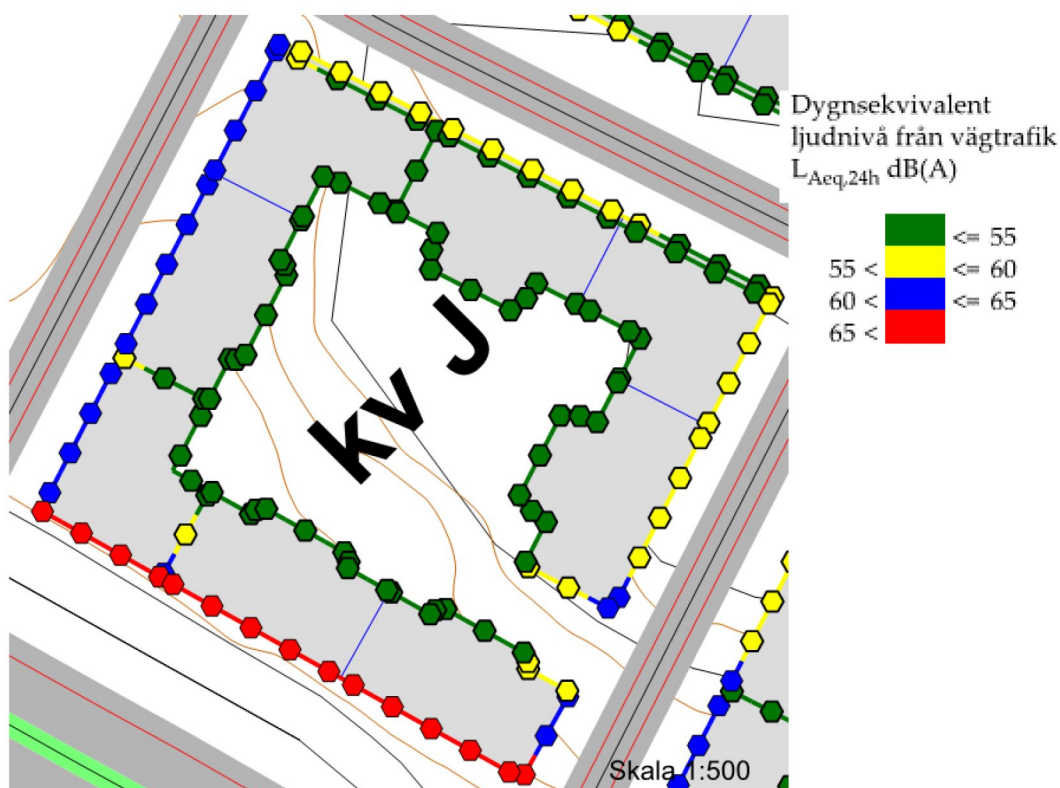 Dygnsekvivalent
ljudnivå från vägtrafik
LAeq,24h dB(A)
<= 55
55 < <= 60
60 < <= 65
65 <
kv J
Skala 1:500